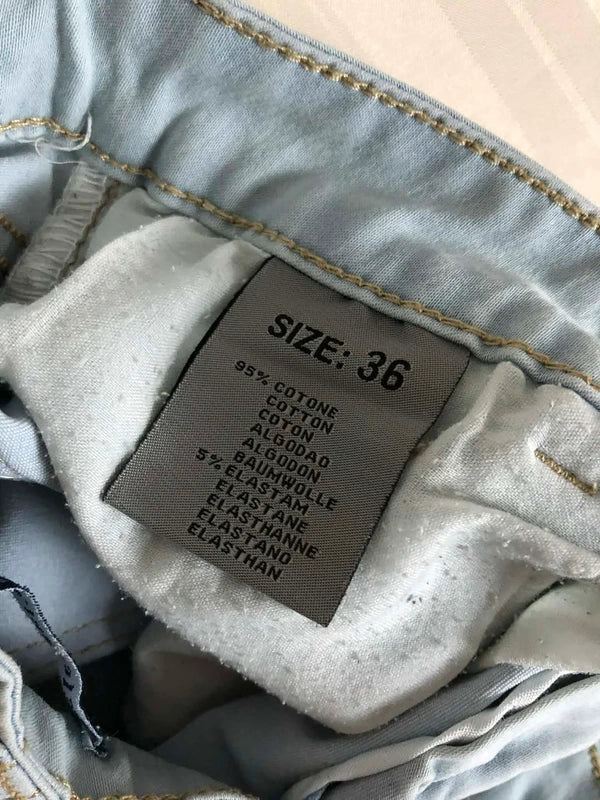 SIZE: 36
95% COTONE
COTTON
COTON
ALGODAO
ALGODON
BAUMWOLLE
5% ELASTAM
ELASTANE
ELASTHANNE
ELASTANO
ELASTHAN